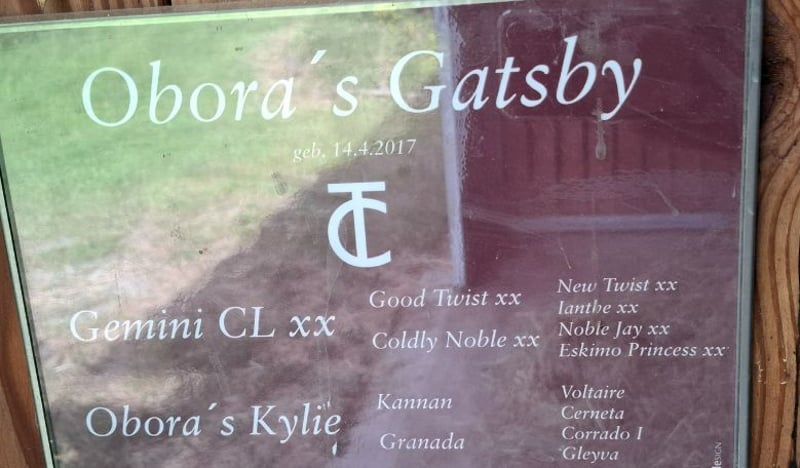 Obora´s Gatsby
geb. 14.4.2017
TC
Gemini CL xx
Good Twist xx
Coldly Noble xx
New Twist xx
Ianthe xx
Noble Jay xx
Eskimo Princess xx
Obora´s Kylie
Kannan
Granada
Voltaire
Cerneta
Corrado I
Gleyva